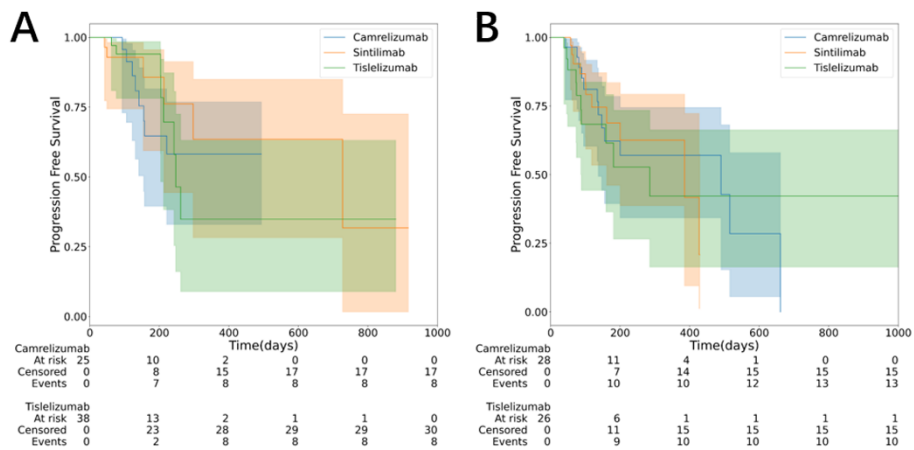 A
Camrelizumab
Sintilimab
Tislelizumab
Progression Free Survival
1.00
0.75
0.50
0.25
0.00
0 200 400 600 800 1000
Time(days)
Camrelizumab
At risk 25 10 2 0 0 0
Censored 0 8 15 17 17 17
Events 0 7 8 8 8 8
Tislelizumab
At risk 38 13 2 1 1 0
Censored 0 23 28 29 29 30
Events 0 2 8 8 8 8
B
Camrelizumab
Sintilimab
Tislelizumab
Progression Free Survival
1.00
0.75
0.50
0.25
0.00
0 200 400 600 800 1000
Time(days)
Camrelizumab
At risk 28 11 4 1 0 0
Censored 0 7 14 15 15 15
Events 0 10 10 12 13 13
Tislelizumab
At risk 26 6 1 1 1 1
Censored 0 11 15 15 15 15
Events 0 9 10 10 10 10